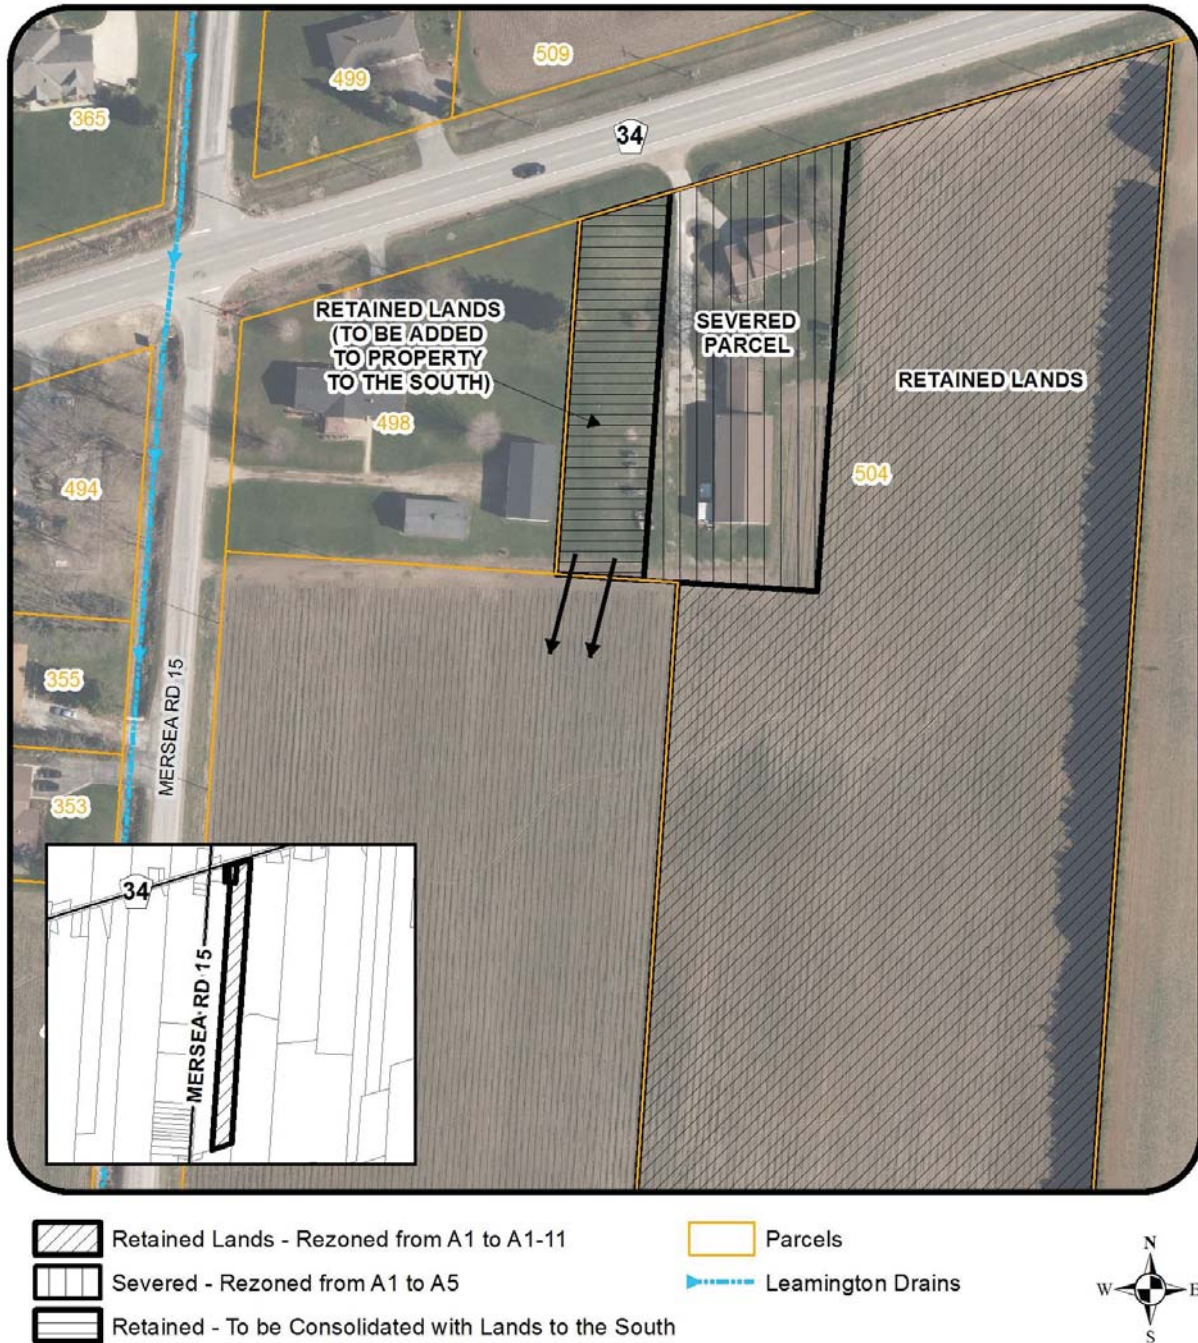 365
499
509
34
RETAINED LANDS
(TO BE ADDED
TO PROPERTY
TO THE SOUTH)
SEVERED
PARCEL
RETAINED LANDS
498
494
504
355
MERSEA RD 15
353
34
MERSEA RD 15
Retained Lands - Rezoned from A1 to A1-11
Severed - Rezoned from A1 to A5
Retained - To be Consolidated with Lands to the South
Parcels
Leamington Drains
N
W
E
S